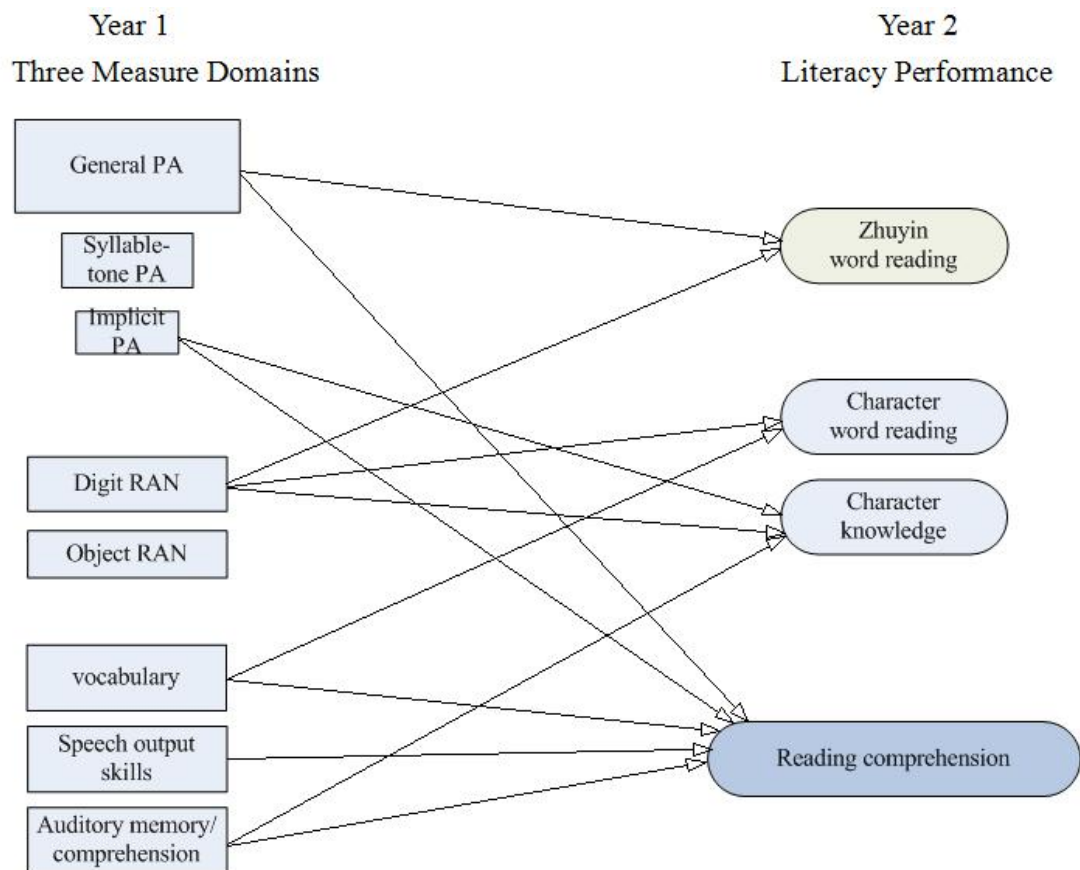 Year 1
Three Measure Domains
General PA
Syllable-
tone PA
Implicit
PA
Digit RAN
Object RAN
vocabulary
Speech output
skills
Auditory memory/
comprehension
Year 2
Literacy Performance
Zhuyin
word reading
Character
word reading
Character
knowledge
Reading comprehension